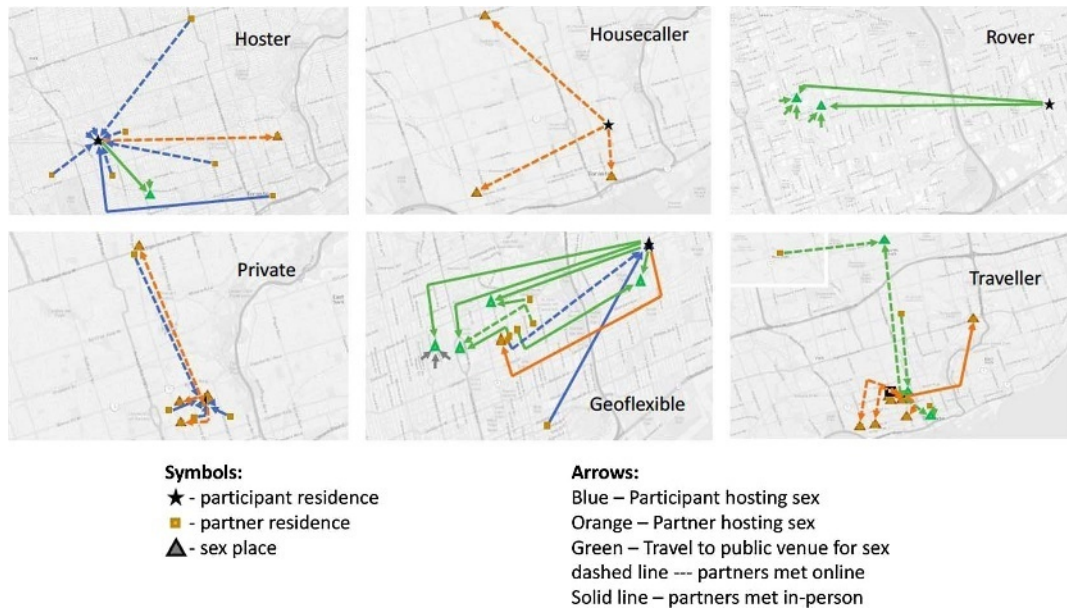 Hoster
Housecaller
Rover
Private
Geoflexible
Traveller
Symbols:
- participant residence
- partner residence
- sex place
Arrows:
Blue – Participant hosting sex
Orange – Partner hosting sex
Green – Travel to public venue for sex
dashed line --- partners met online
Solid line – partners met in-person